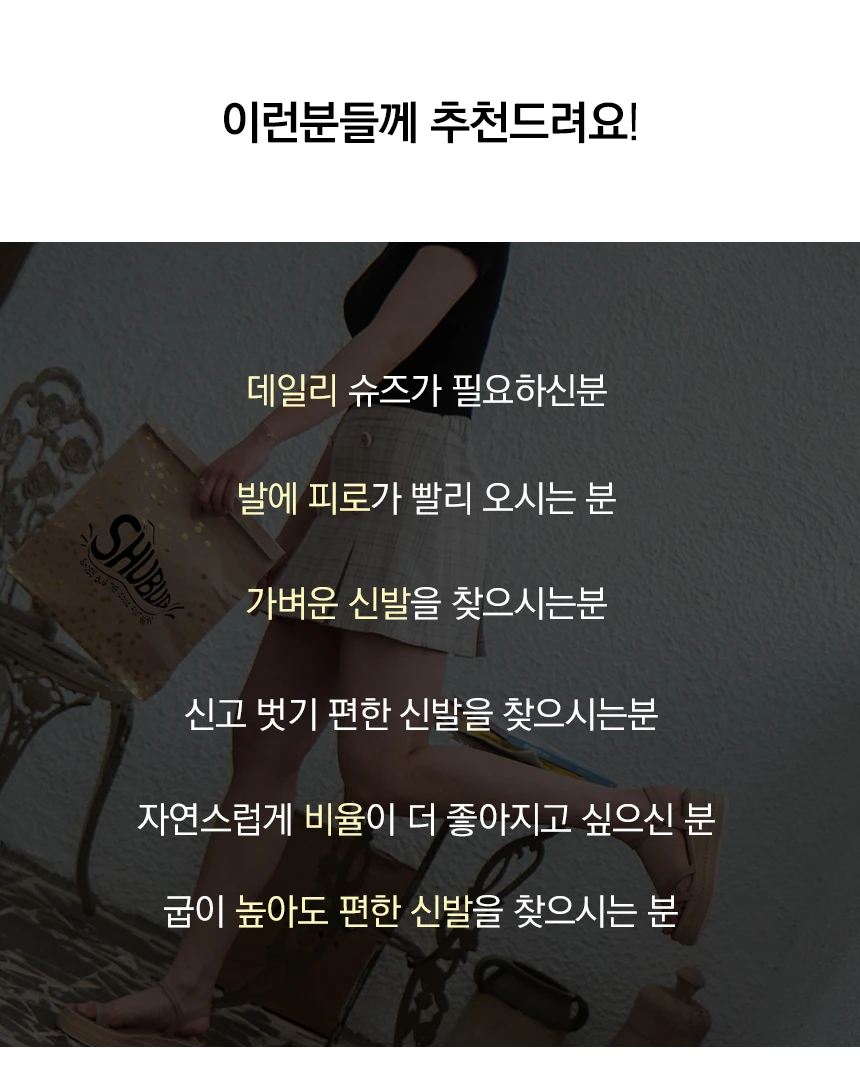 이런분들께 추천드려요!
데일리 슈즈가 필요하신분
발에 피로가 빨리 오시는 분
가벼운 신발을 찾으시는분
SHUBUD
신고 벗기 편한 신발을 찾으시는분
자연스럽게 비율이 더 좋아지고 싶으신 분
굽이 높아도 편한 신발을 찾으시는 분